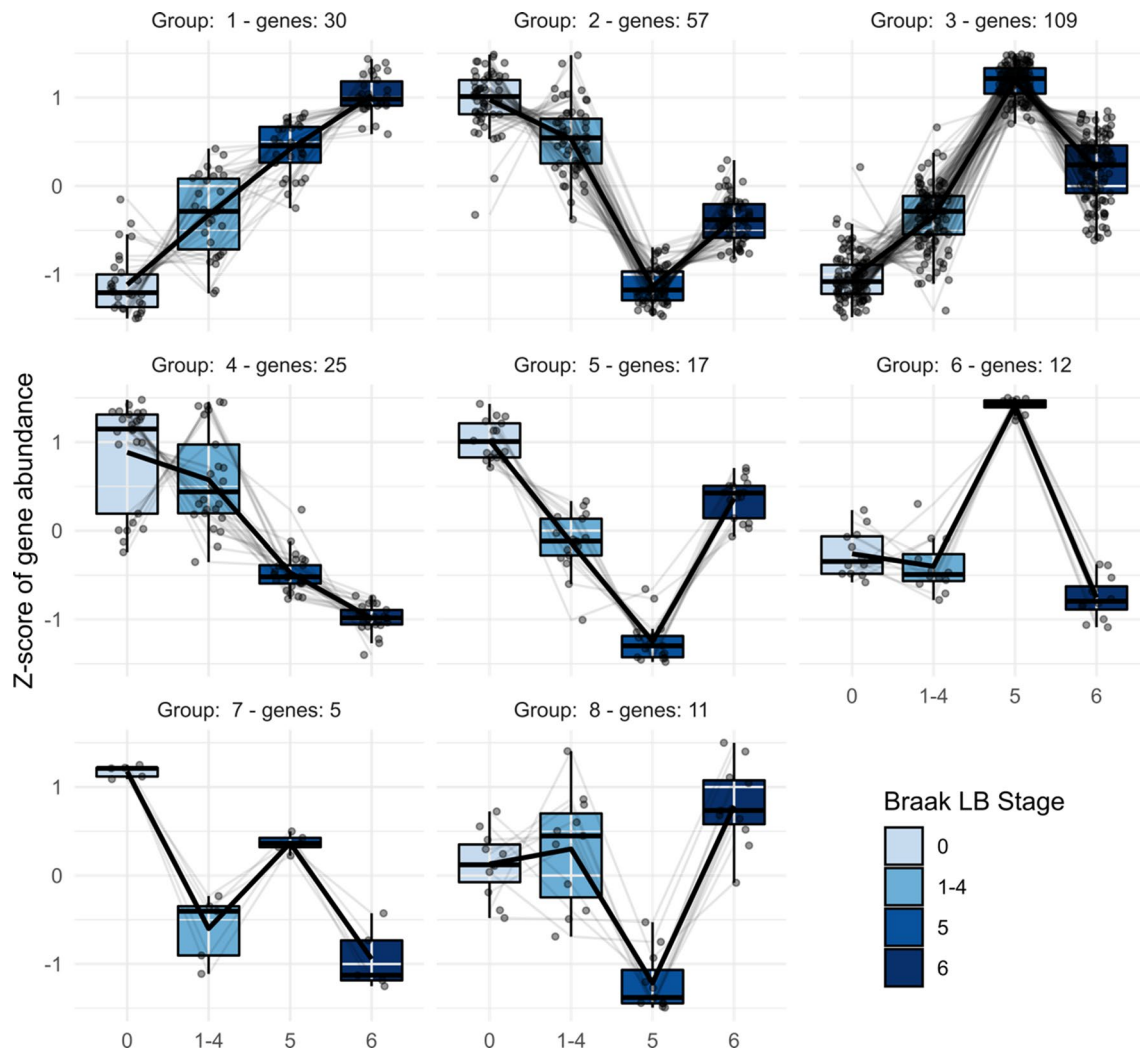 Group:  1 - genes: 30
Group:  2 - genes: 57
Group:  3 - genes: 109
1
0
-1
Group:  4 - genes: 25
Group:  5 - genes: 17
Group:  6 - genes: 12
Z-score of gene abundance
1
0
-1
0 1-4 5 6
Group:  7 - genes: 5
Group:  8 - genes: 11
1
0
-1
0 1-4 5 6
0 1-4 5 6
Braak LB Stage
0
1-4
5
6